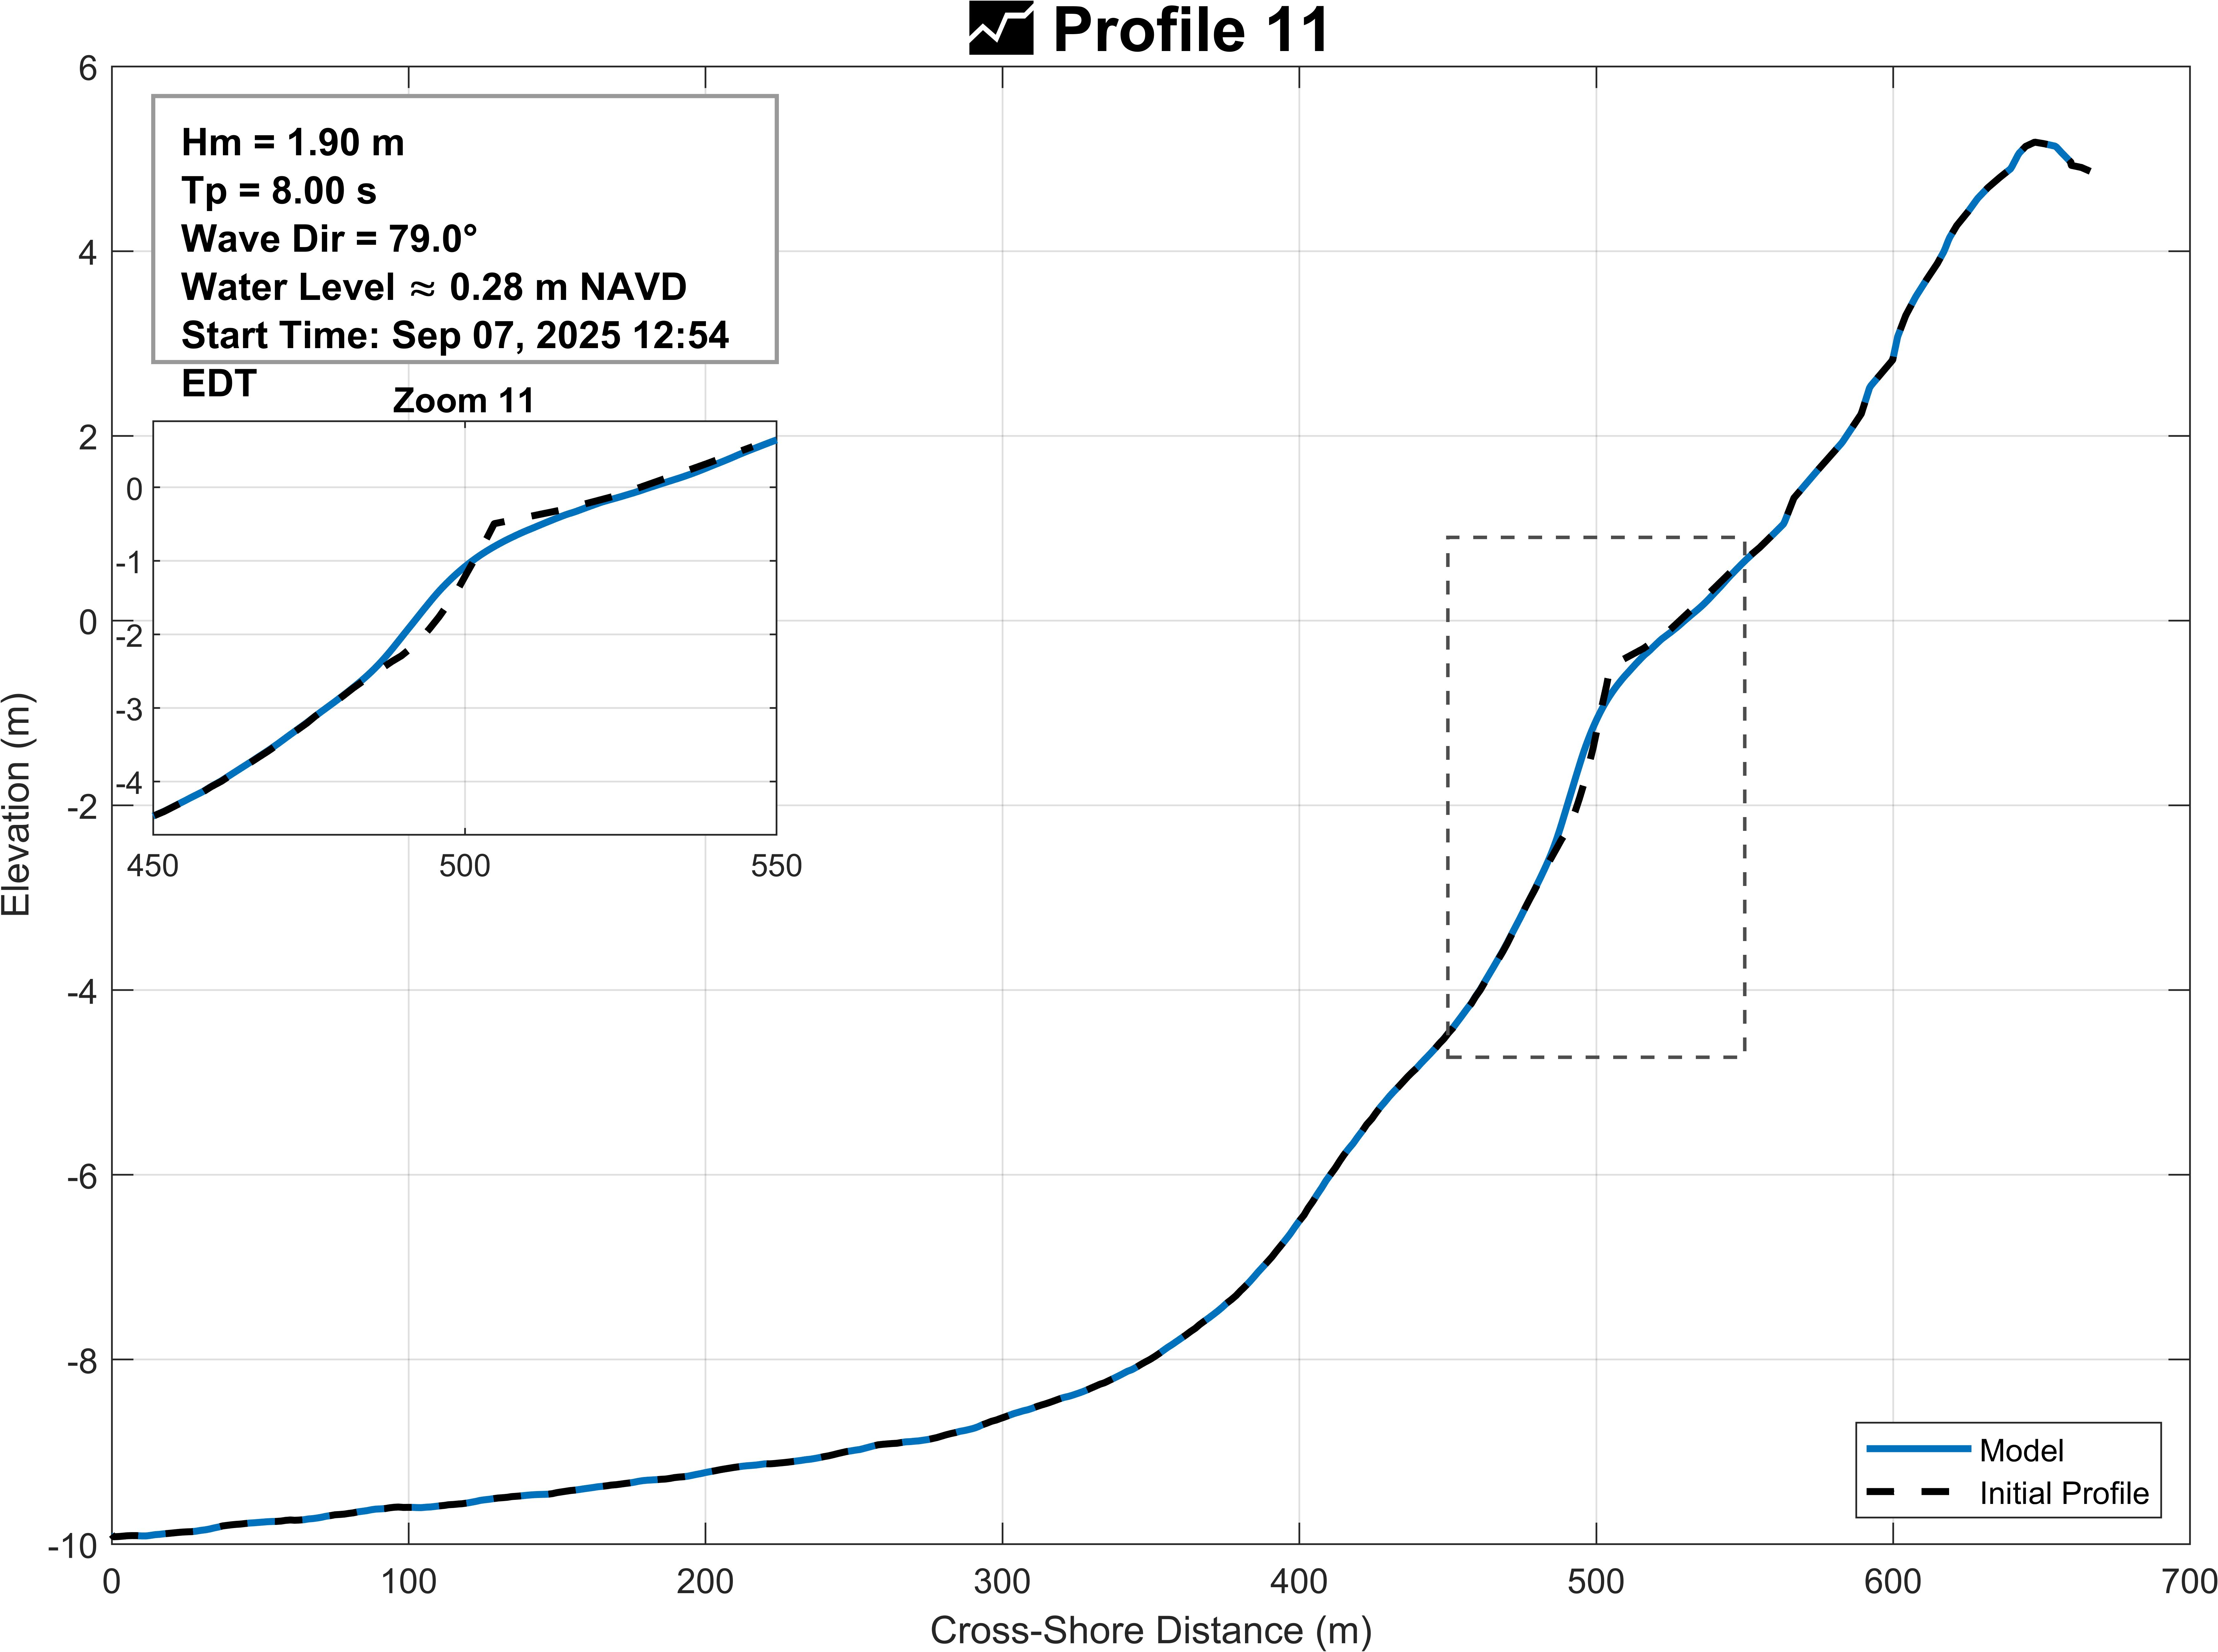 Profile 11
6
4
2
0
-2
-4
-6
-8
-10
Elevation (m)
Hm = 1.90 m
Tp = 8.00 s
Wave Dir = 79.0°
Water Level ≈ 0.28 m NAVD
Start Time: Sep 07, 2025 12:54
EDT
Zoom 11
0
-1
-2
-3
-4
450 500 550
Model
Initial Profile
0 100 200 300 400 500 600 700
Cross-Shore Distance (m)